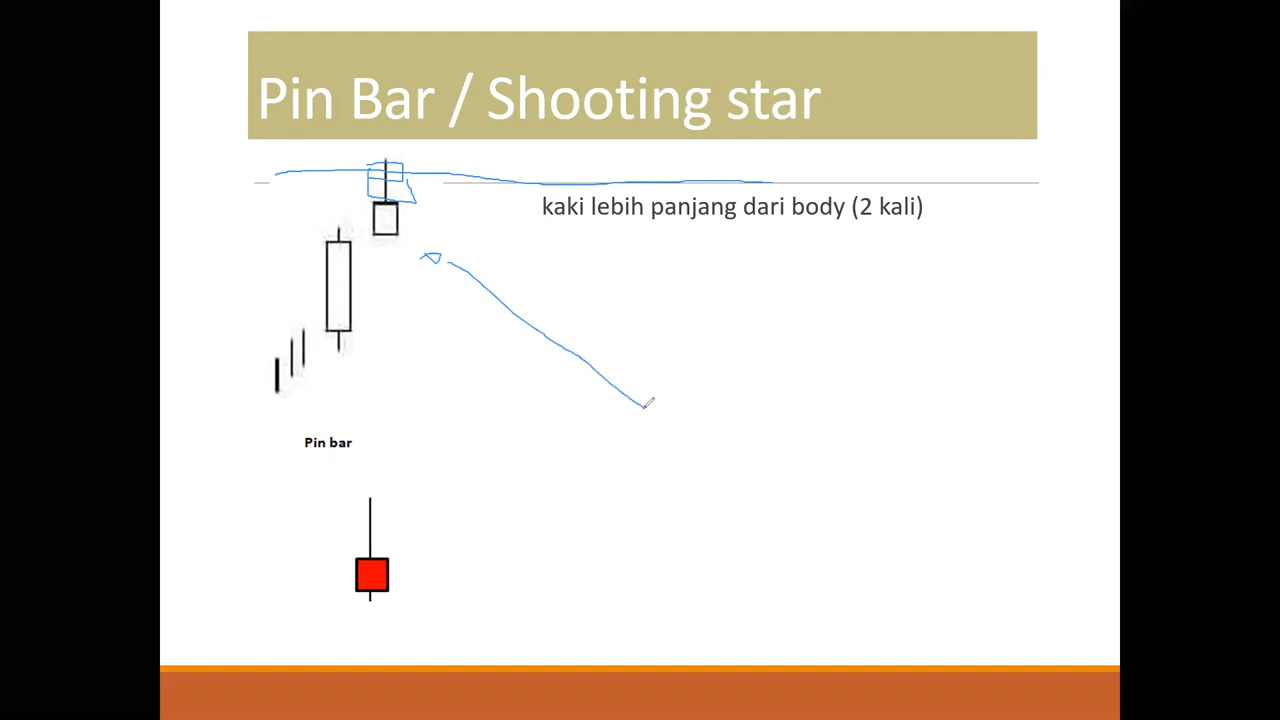 Pin Bar / Shooting star
kaki lebih panjang dari body (2 kali)
Pin bar